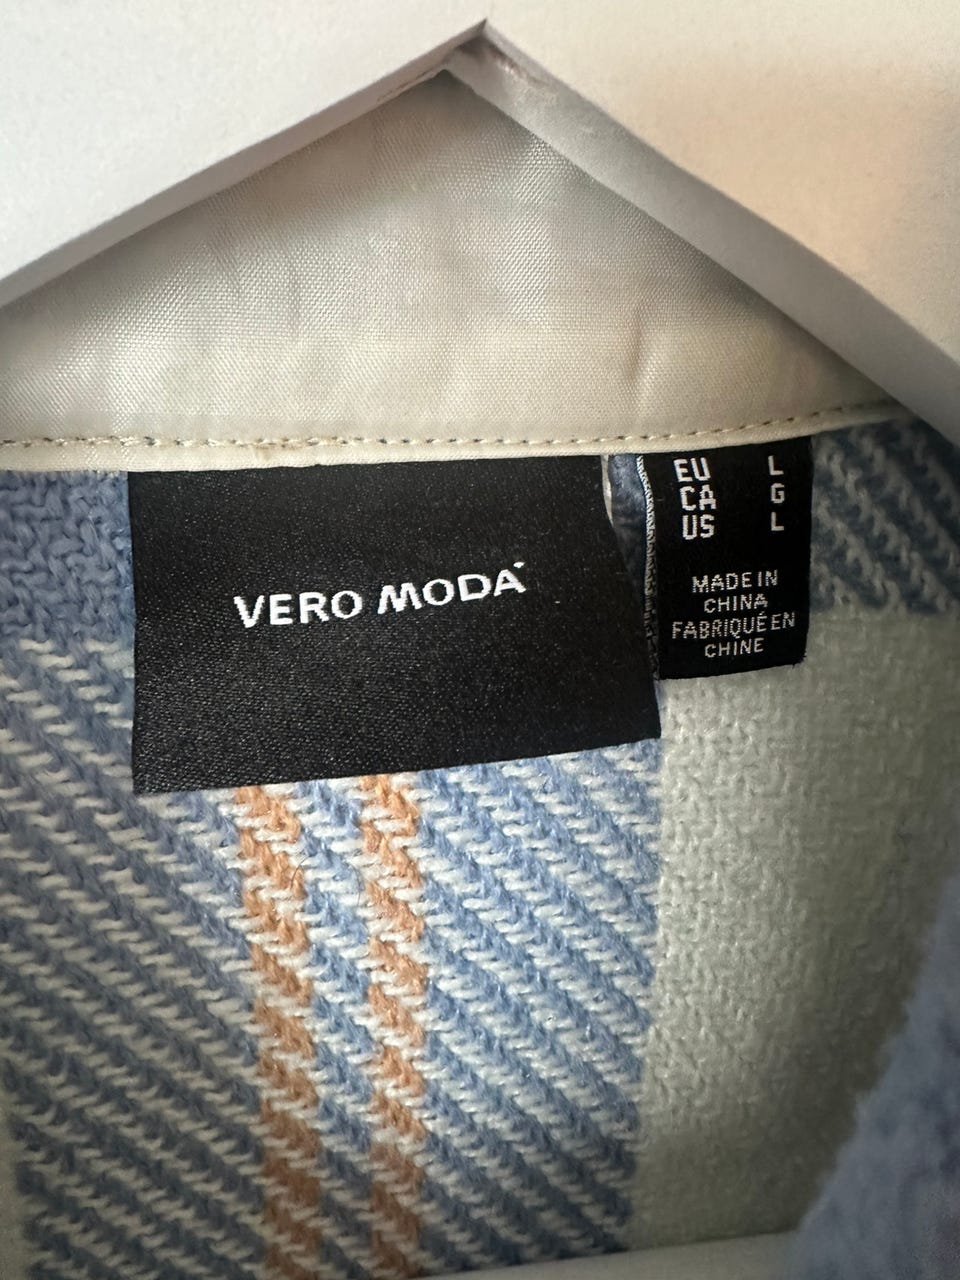 VERO MODA
EU L
CA G
US L
MADE IN
CHINA
FABRIQUÉ EN
CHINE